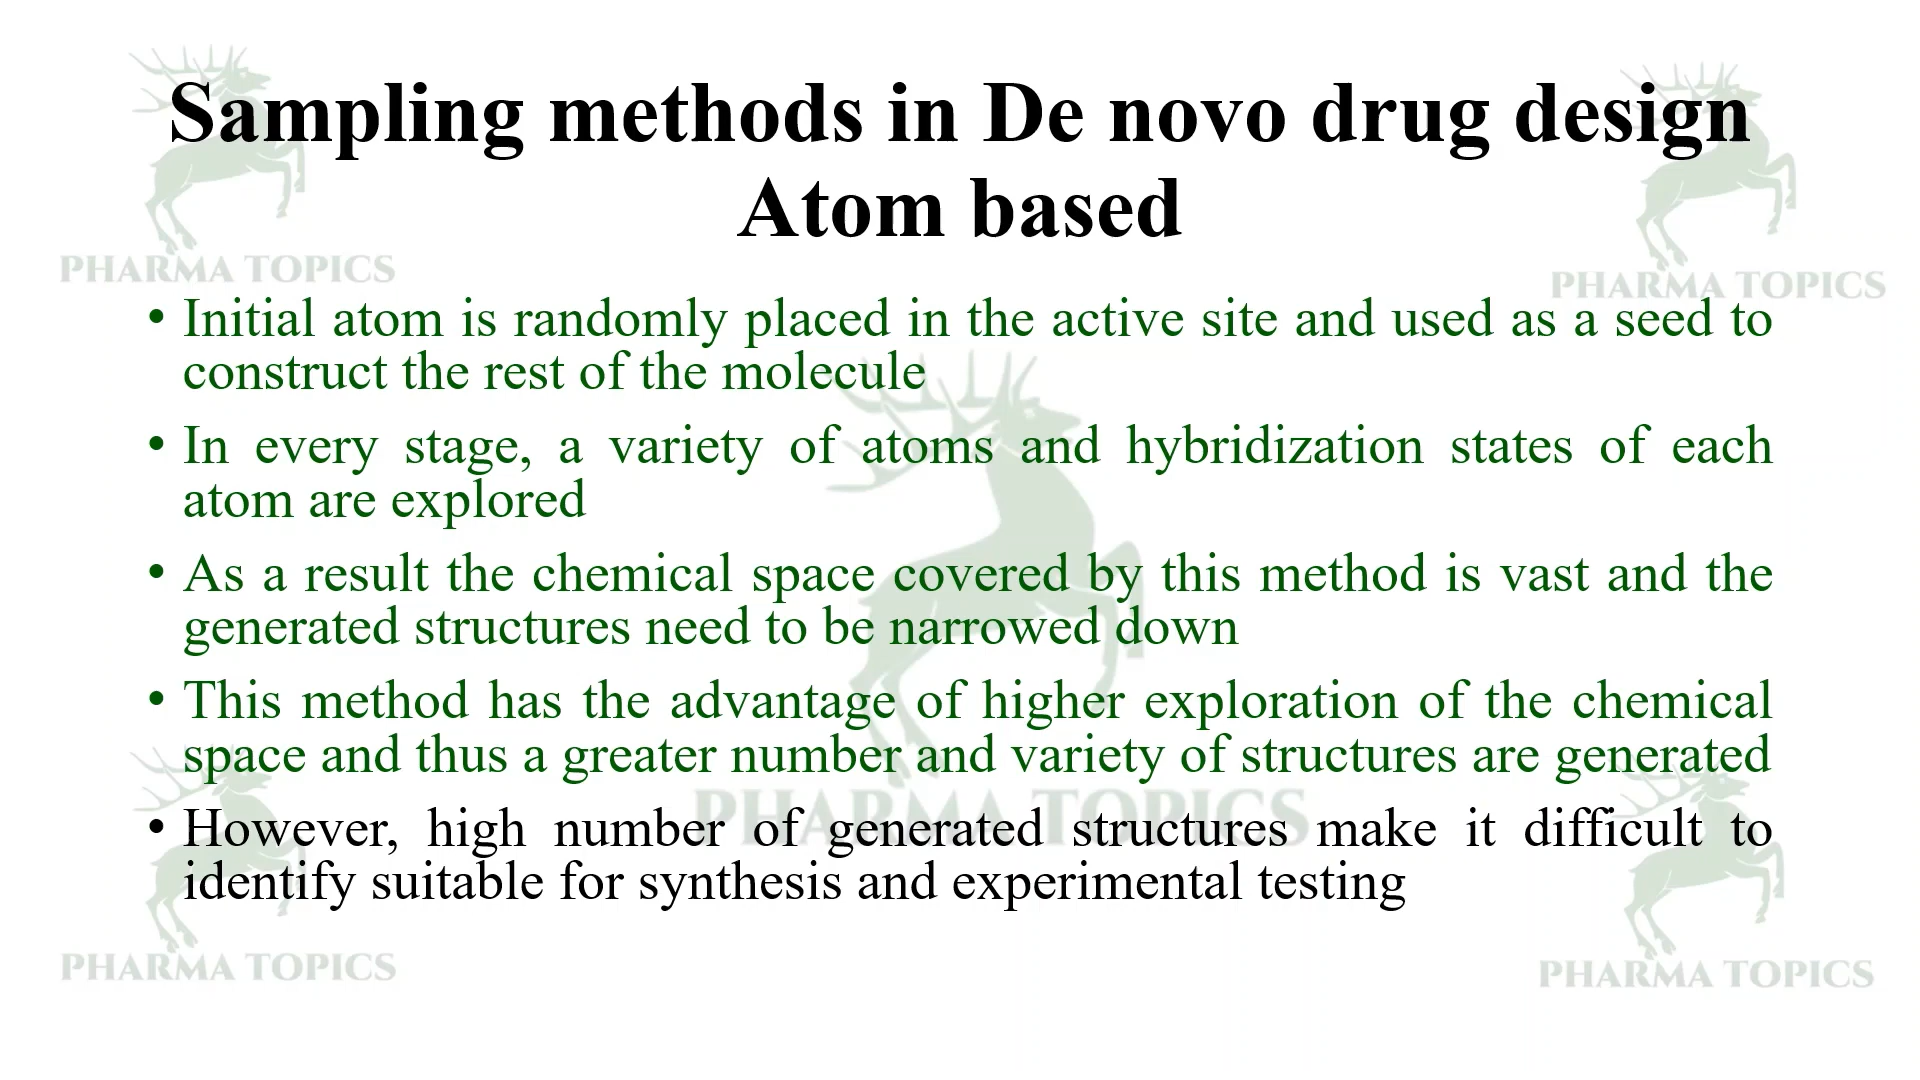 Sampling methods in De novo drug design
Atom based
PHARMA TOPICS
PHARMA TOPICS
• Initial atom is randomly placed in the active site and used as a seed to
construct the rest of the molecule
• In every stage, a variety of atoms and hybridization states of each
atom are explored
• As a result the chemical space covered by this method is vast and the
generated structures need to be narrowed down
• This method has the advantage of higher exploration of the chemical
space and thus a greater number and variety of structures are generated
PHARMA TOPICS
• However, high number of generated structures make it difficult to
identify suitable for synthesis and experimental testing
PHARMA TOPICS
PHARMA TOPICS